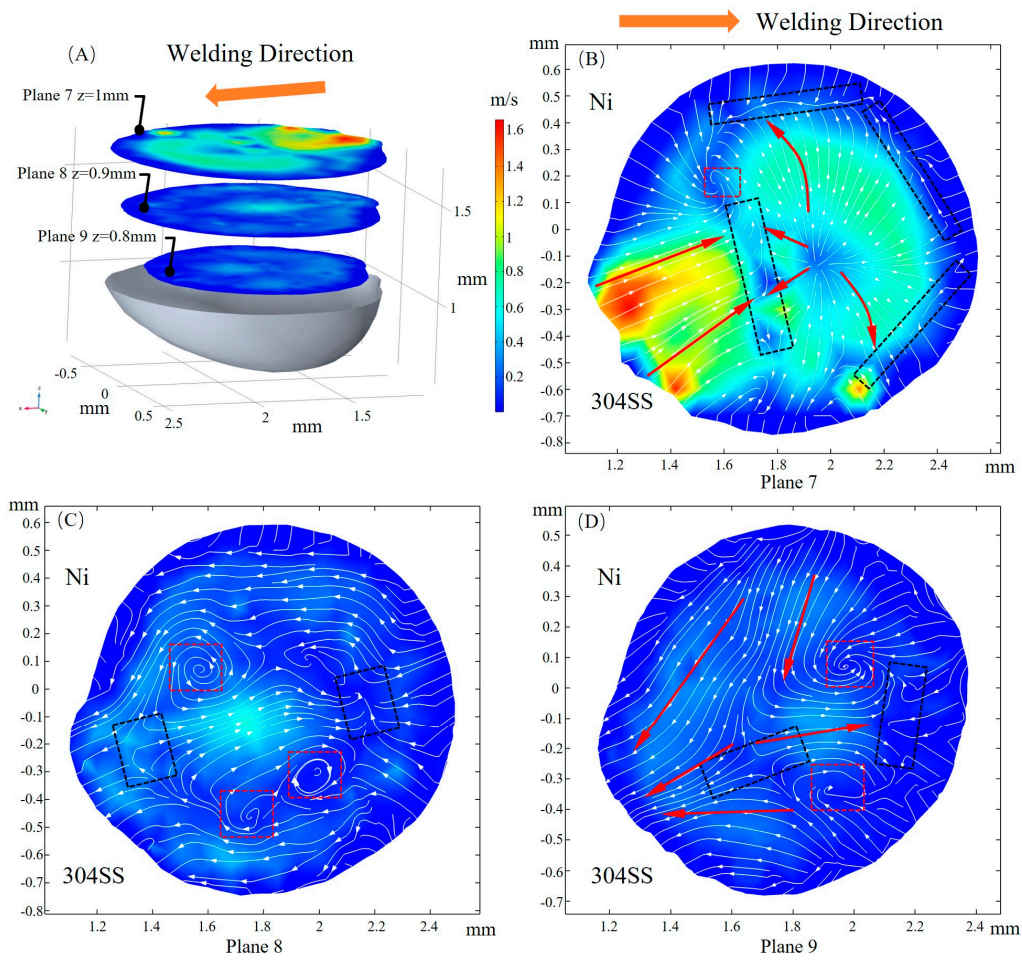 (A)
Welding Direction
Plane 7 z=1mm
Plane 8 z=0.9mm
Plane 9 z=0.8mm
m/s
1.6
1.4
1.2
1
0.8
0.6
0.4
0.2
1.5
mm
1
-0.5
0
mm
0.5
2.5
2
mm
1.5
z
x
y
Welding Direction
mm
(B)
Ni
304SS
0.6
0.5
0.4
0.3
0.2
0.1
0
-0.1
-0.2
-0.3
-0.4
-0.5
-0.6
-0.7
-0.8
1.2 1.4 1.6 1.8 2 2.2 2.4 mm
Plane 7
mm
(C)
Ni
304SS
0.6
0.5
0.4
0.3
0.2
0.1
0
-0.1
-0.2
-0.3
-0.4
-0.5
-0.6
-0.7
-0.8
1.2 1.4 1.6 1.8 2 2.2 2.4 mm
Plane 8
mm
(D)
Ni
304SS
0.5
0.4
0.3
0.2
0.1
0
-0.1
-0.2
-0.3
-0.4
-0.5
-0.6
-0.7
1.2 1.4 1.6 1.8 2 2.2 2.4 mm
Plane 9